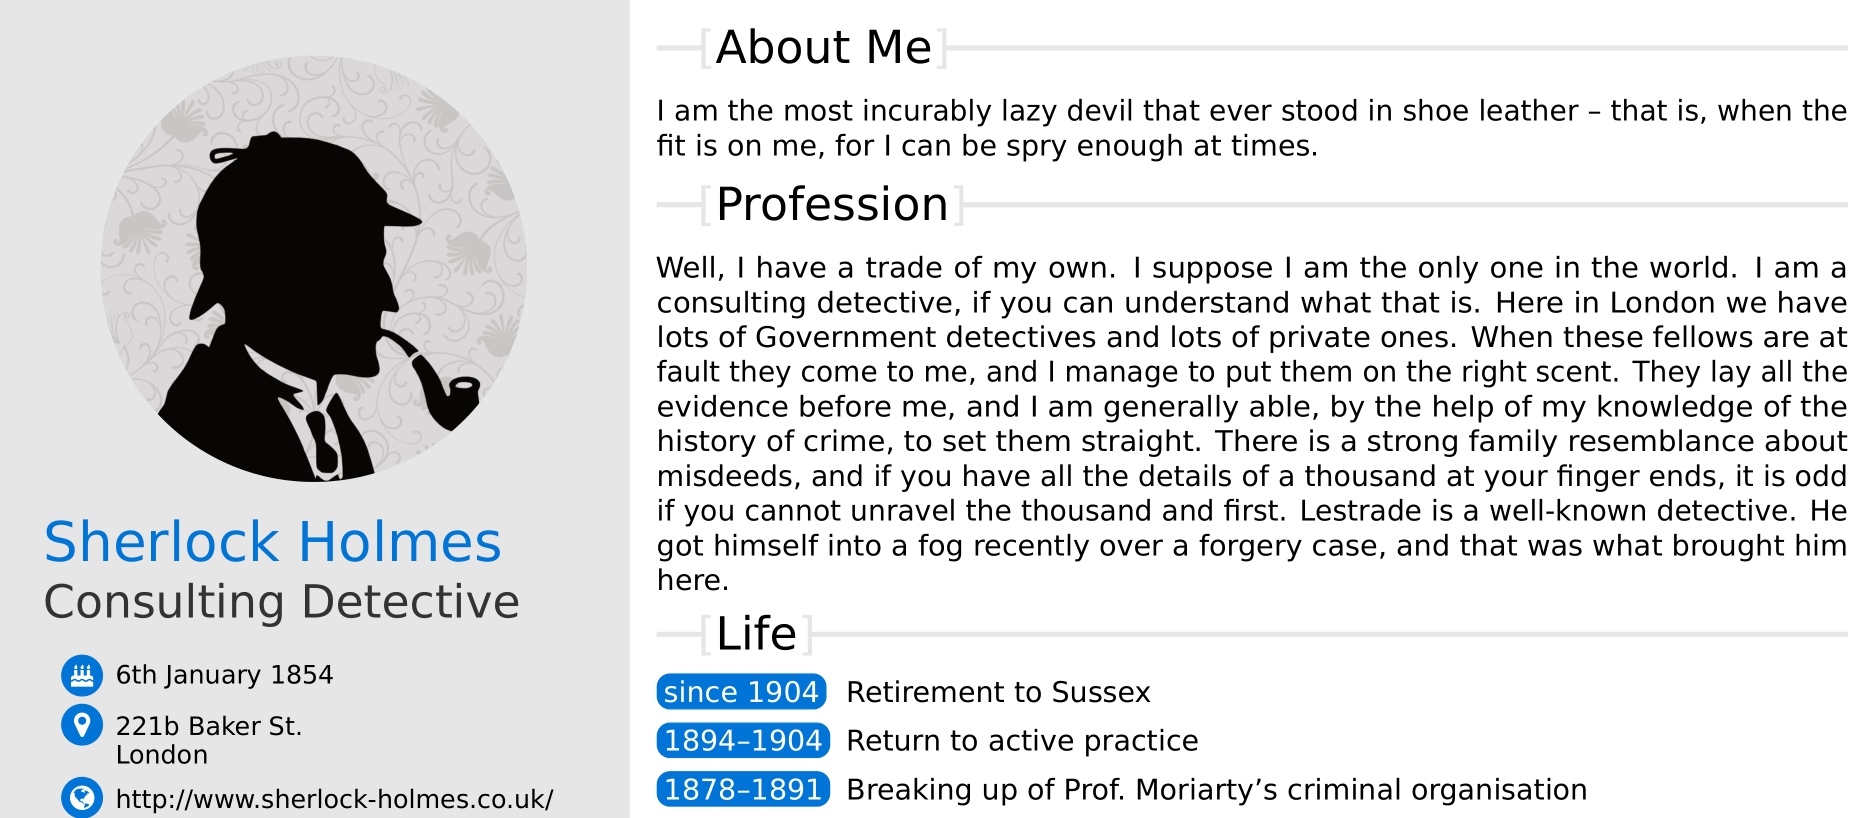 Sherlock Holmes
Consulting Detective
6th January 1854
221b Baker St.
London
http://www.sherlock-holmes.co.uk/
[About Me]
I am the most incurably lazy devil that ever stood in shoe leather – that is, when the
fit is on me, for I can be spry enough at times.
[Profession]
Well, I have a trade of my own. I suppose I am the only one in the world. I am a
consulting detective, if you can understand what that is. Here in London we have
lots of Government detectives and lots of private ones. When these fellows are at
fault they come to me, and I manage to put them on the right scent. They lay all the
evidence before me, and I am generally able, by the help of my knowledge of the
history of crime, to set them straight. There is a strong family resemblance about
misdeeds, and if you have all the details of a thousand at your finger ends, it is odd
if you cannot unravel the thousand and first. Lestrade is a well-known detective. He
got himself into a fog recently over a forgery case, and that was what brought him
here.
[Life]
since 1904 Retirement to Sussex
1894–1904 Return to active practice
1878–1891 Breaking up of Prof. Moriarty’s criminal organisation